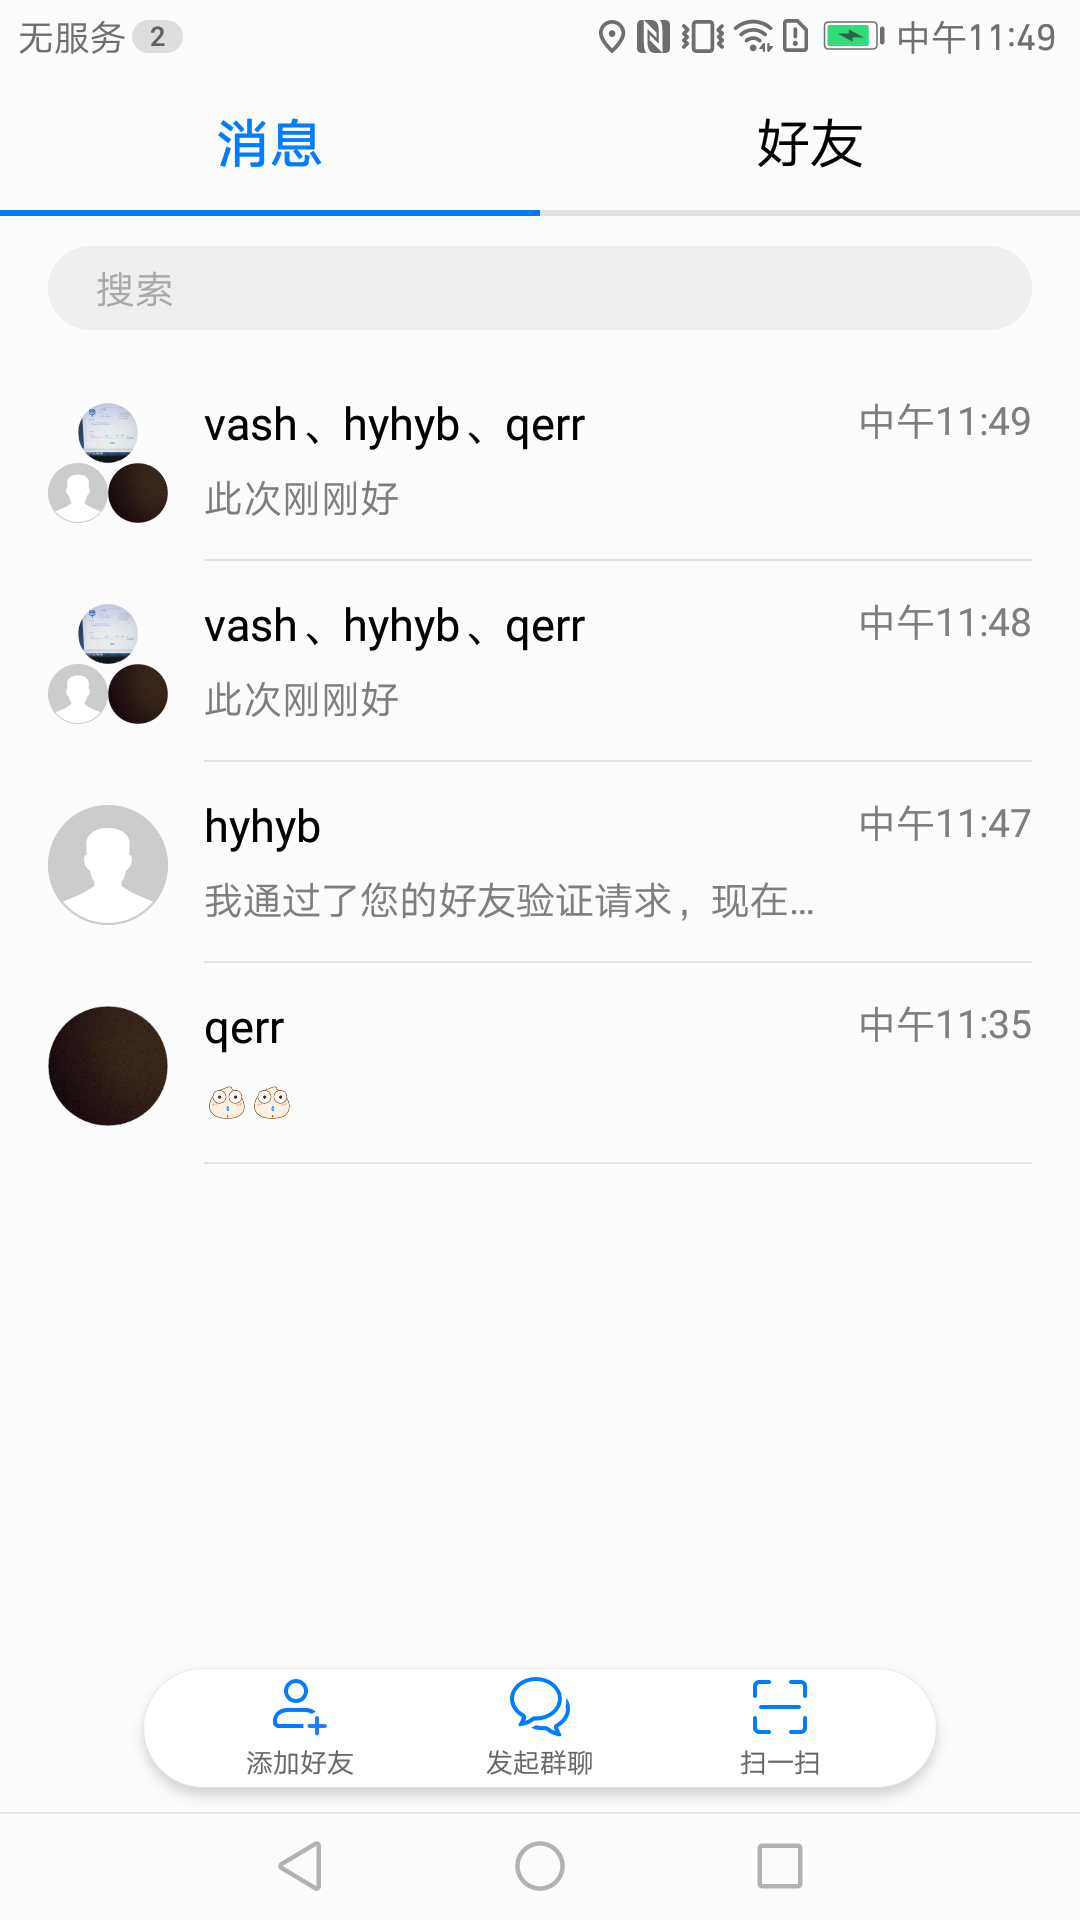 无服务 2 中午11:49
消息 好友
搜索
vash、hyhyb、qerr 中午11:49
此次刚刚好
vash、hyhyb、qerr 中午11:48
此次刚刚好
hyhyb 中午11:47
我通过了您的好友验证请求，现在...
qerr 中午11:35
添加好友 发起群聊 扫一扫